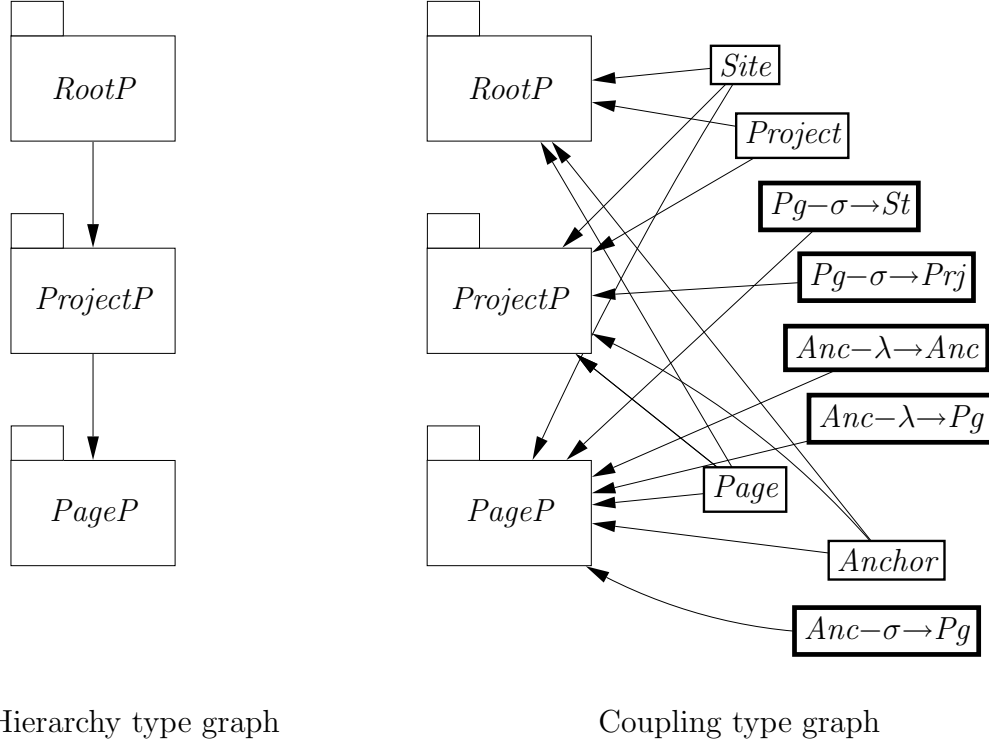 RootP
ProjectP
PageP
RootP
ProjectP
PageP
Site
Project
Pg−σ→St
Pg−σ→Prj
Anc−λ→Anc
Anc−λ→Pg
Page
Anchor
Anc−σ→Pg
Hierarchy type graph
Coupling type graph